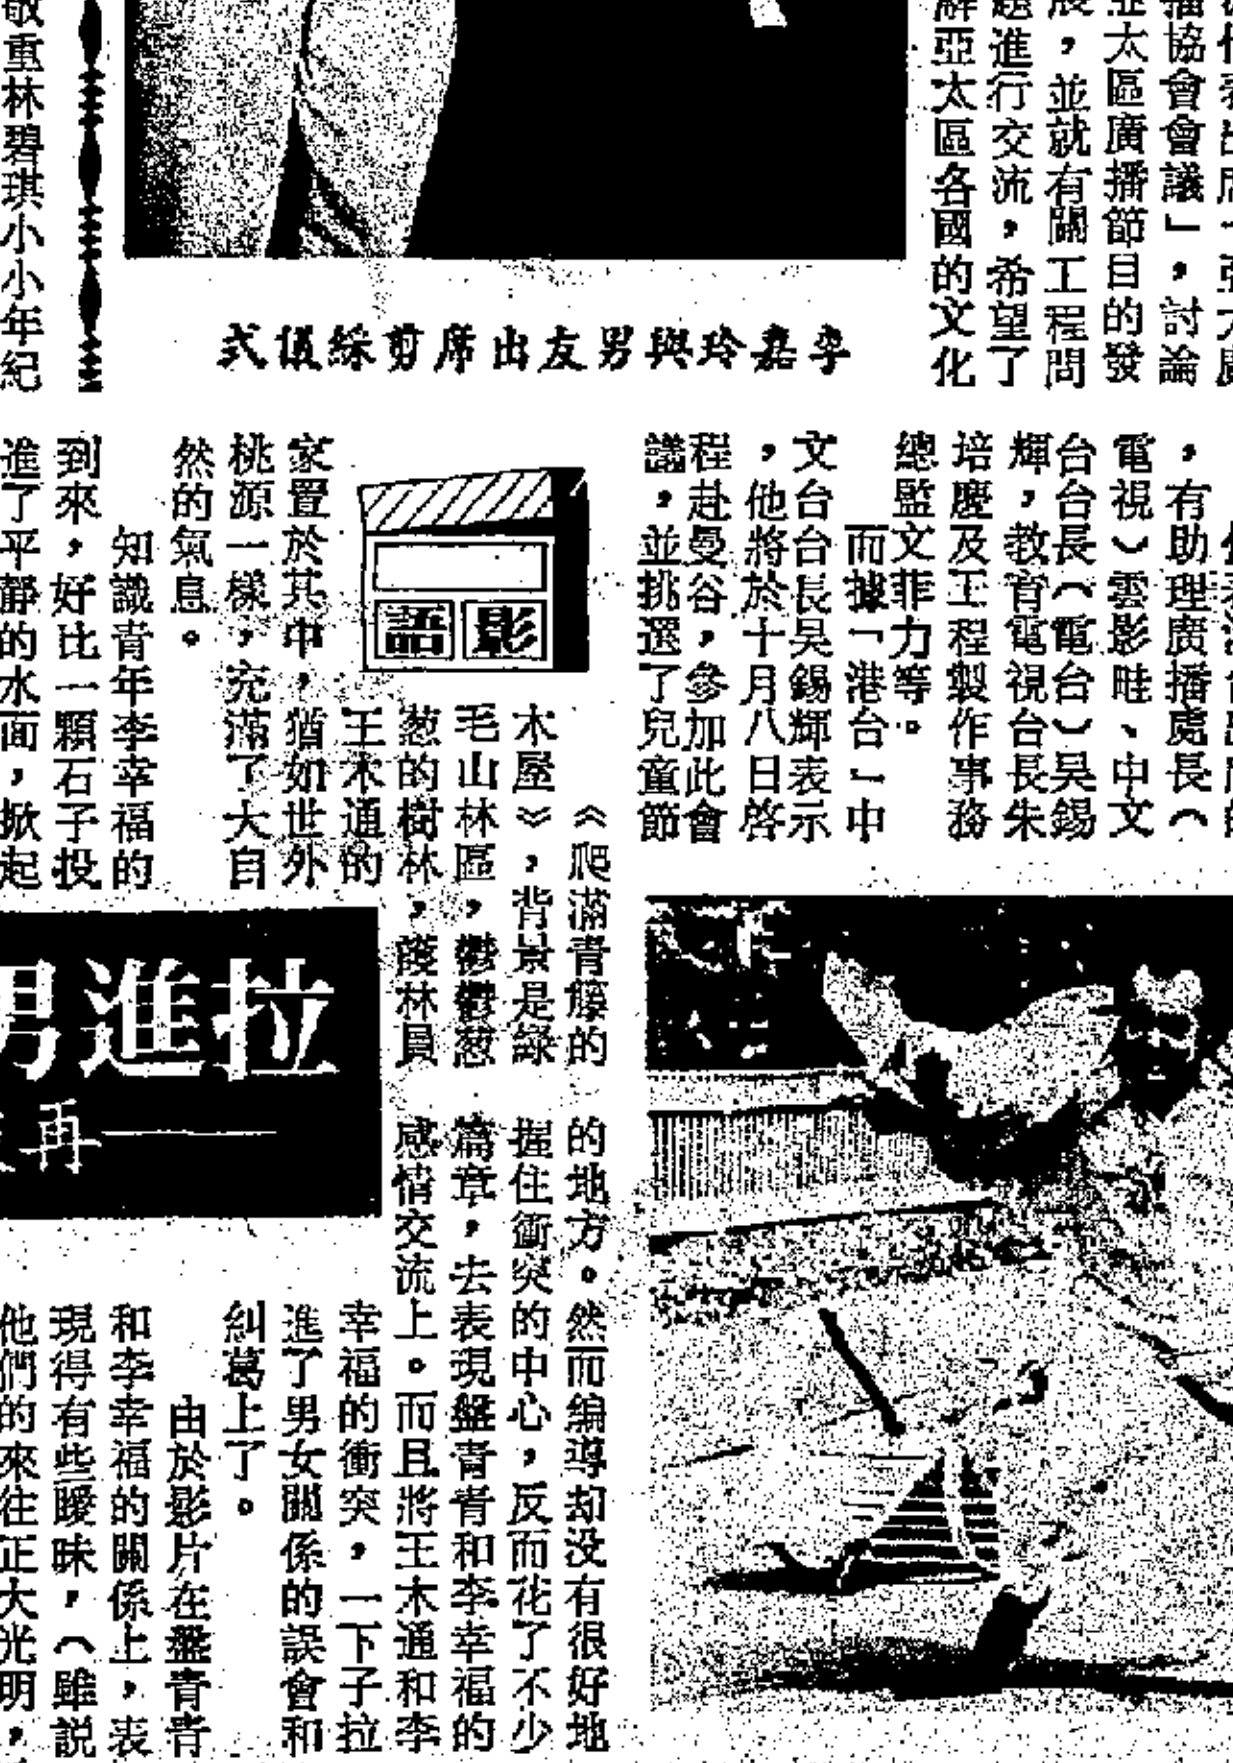 播協會會議」，討論
亞太區廣播節目的發
展，並就有關工程問
題進行交流，希望了
解亞太區各國的文化
敬重林碧琪小小年紀
李嘉玲與男友出席剪綵儀式
，有助理廣播處長（
電視）雲影畦、中文
台台長（電台）吳錫
輝，教育電視台長朱
培慶及工程製作事務
總監文菲力等。
而據「港台」中
文台台長吳錫輝表示
，他將於十月八日啓
程赴曼谷，參加此會
議，並挑選了兒童節
影語
《爬滿青藤的
木屋》，背景是綠
毛山林區，鬱鬱葱
葱的樹林，護林員
王木通的
家置於其中，猶如世外
桃源一樣，充滿了大自
然的氣息。
知識青年李幸福的
到來，好比一顆石子投
進了平靜的水面，掀起
拉進男
再
的地方。然而編導却没有很好地
握住衝突的中心，反而花了不少
篇章，去表現盤青青和李幸福的
感情交流上。而且將王木通和李
幸福的衝突，一下子拉
進了男女關係的誤會和
糾葛上了。
由於影片在盤青青
和李幸福的關係上，表
現得有些曖昧，（雖説
他們的來往正大光明，